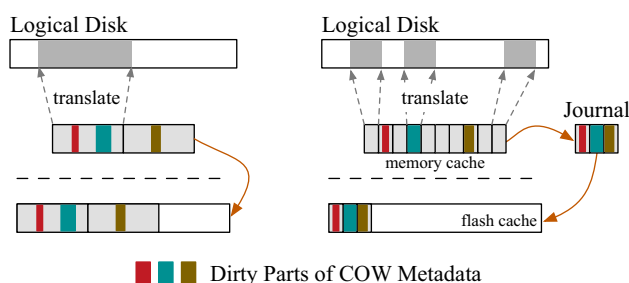 Logical Disk
Logical Disk
translate
translate
Journal
memory cache
flash cache
Dirty Parts of COW Metadata